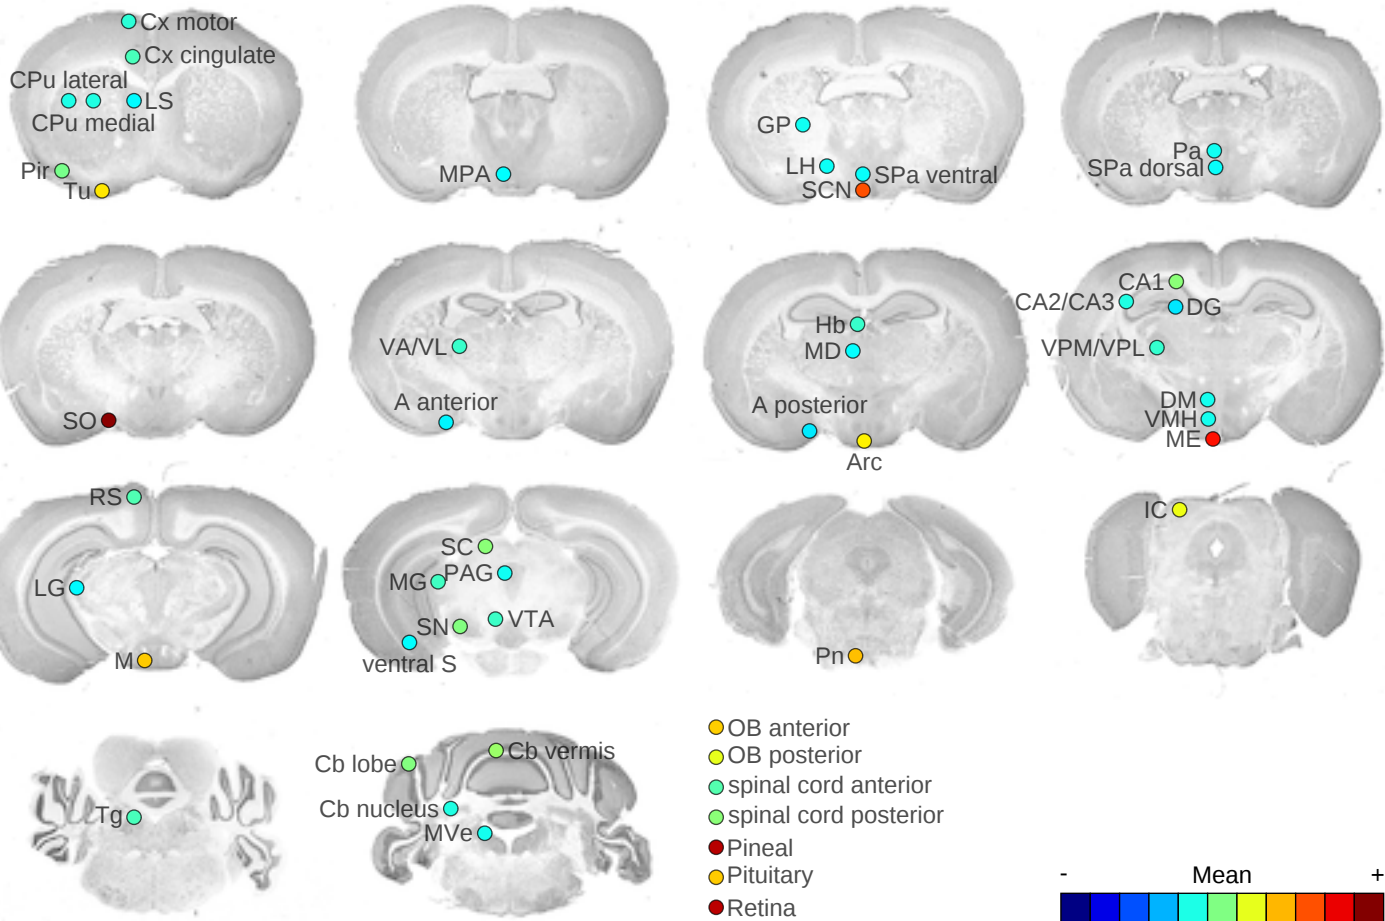 Cx motor
Cx cingulate
CPu lateral
LS
CPu medial
Pir
Tu
MPA
GP
LH
SPa ventral
SCN
Pa
SPa dorsal
SO
VA/VL
A anterior
Hb
MD
A posterior
Arc
CA1
CA2/CA3
DG
VPM/VPL
DM
VMH
ME
RS
LG
M
SC
MG
PAG
SN
VTA
ventral S
Pn
IC
Tg
Cb lobe
Cb vermis
Cb nucleus
MVe
OB anterior
OB posterior
spinal cord anterior
spinal cord posterior
Pineal
Pituitary
Retina
- Mean +